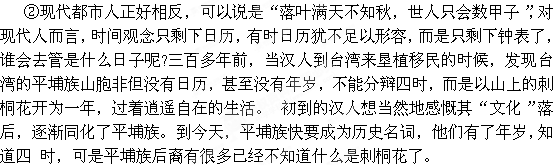 ②现代都市人正好相反，可以说是“落叶满天不知秋，世人只会数甲子”，对
现代人而言，时间观念只剩下日历，有时日历犹不足以形容，而是只剩下钟表了，
谁会去管是什么日子呢?三百多年前，当汉人到台湾来垦植移民的时候，发现台
湾的平埔族山胞非但没有日历，甚至没有年岁，不能分辩四时，而是以山上的刺
桐花开为一年，过着逍遥自在的生活。 初到的汉人想当然地感慨其“文化”落
后，逐渐同化了平埔族。到今天，平埔族快要成为历史名词，他们有了年岁，知
道四 时，可是平埔族后裔有很多已经不知道什么是刺桐花了。